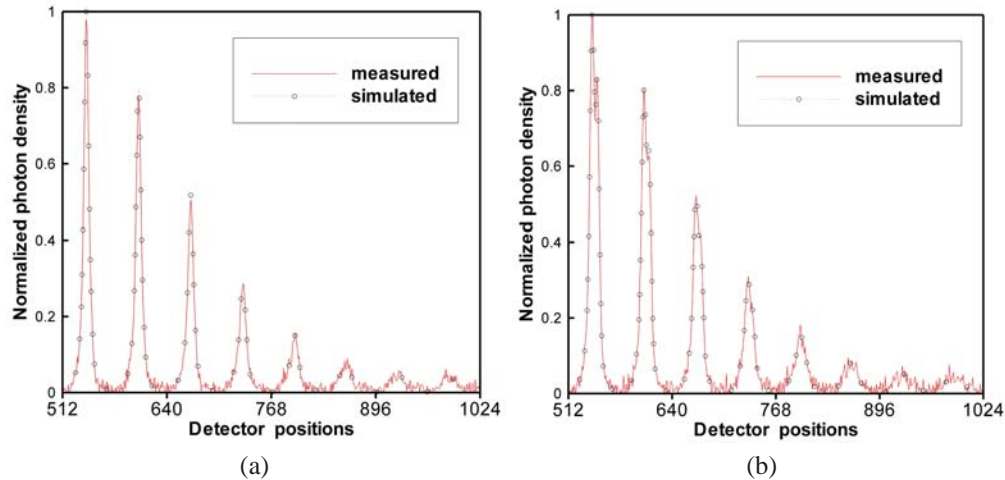 1
0.8
0.6
0.4
0.2
0
Normalized photon density
measured
simulated
512 640 768 896 1024
Detector positions
(a)
1
0.8
0.6
0.4
0.2
0
Normalized photon density
measured
simulated
512 640 768 896 1024
Detector positions
(b)